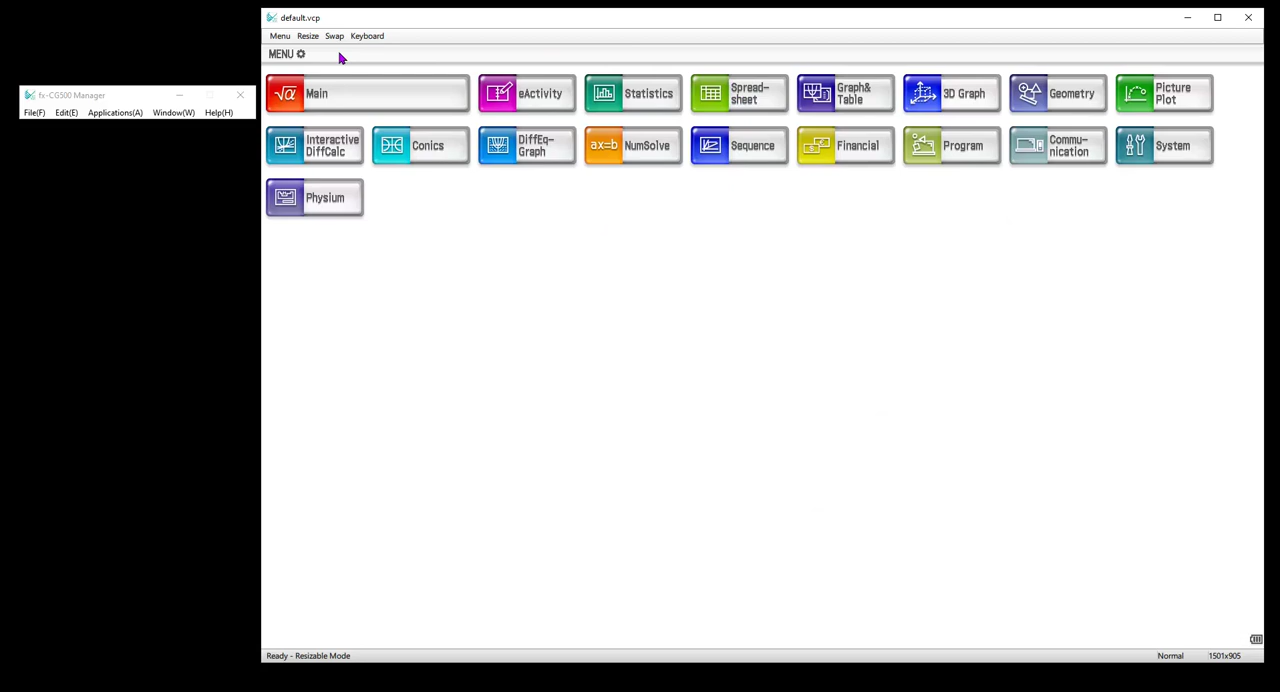 default.vcp
Menu Resize Swap Keyboard
MENU
fx-CG500 Manager
File(F) Edit(E) Applications(A) Window(W) Help(H)
√α Main
eActivity
Statistics
Spread-
sheet
Graph&
Table
3D Graph
Geometry
Picture
Plot
Interactive
DiffCalc
Conics
DiffEq-
Graph
ax=b NumSolve
Sequence
Financial
Program
Commu-
nication
System
Physium
Ready - Resizable Mode
Normal 1501x905